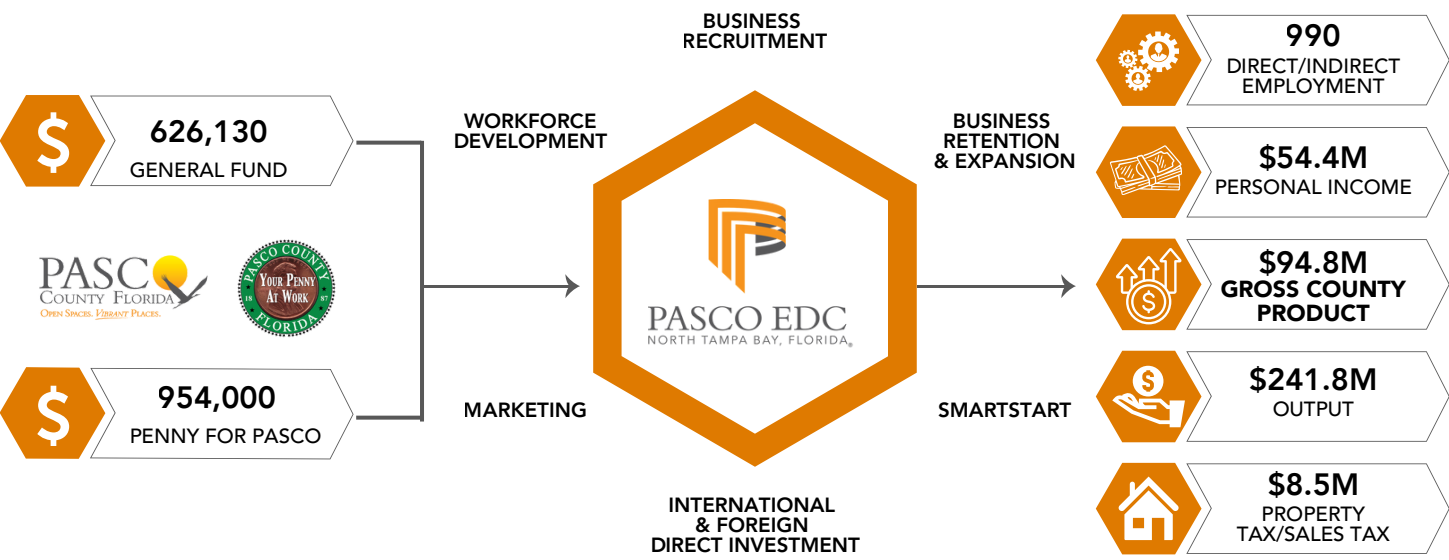 $
626,130
GENERAL FUND
PASCO
COUNTY FLORIDA
OPEN SPACES. VIBRANT PLACES.
PASCO COUNTY
YOUR PENNY
AT WORK
18 87
FLORIDA
$
954,000
PENNY FOR PASCO
BUSINESS
RECRUITMENT
WORKFORCE
DEVELOPMENT
BUSINESS
RETENTION
& EXPANSION
PASCO EDC
NORTH TAMPA BAY, FLORIDA®
MARKETING
SMARTSTART
INTERNATIONAL
& FOREIGN
DIRECT INVESTMENT
990
DIRECT/INDIRECT
EMPLOYMENT
$54.4M
PERSONAL INCOME
$
$94.8M
GROSS COUNTY
PRODUCT
$
$241.8M
OUTPUT
$8.5M
PROPERTY
TAX/SALES TAX